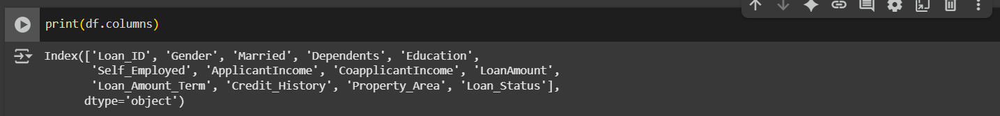 print(df.columns)
Index(['Loan_ID', 'Gender', 'Married', 'Dependents', 'Education',
       'Self_Employed', 'ApplicantIncome', 'CoapplicantIncome', 'LoanAmount',
       'Loan_Amount_Term', 'Credit_History', 'Property_Area', 'Loan_Status'],
      dtype='object')